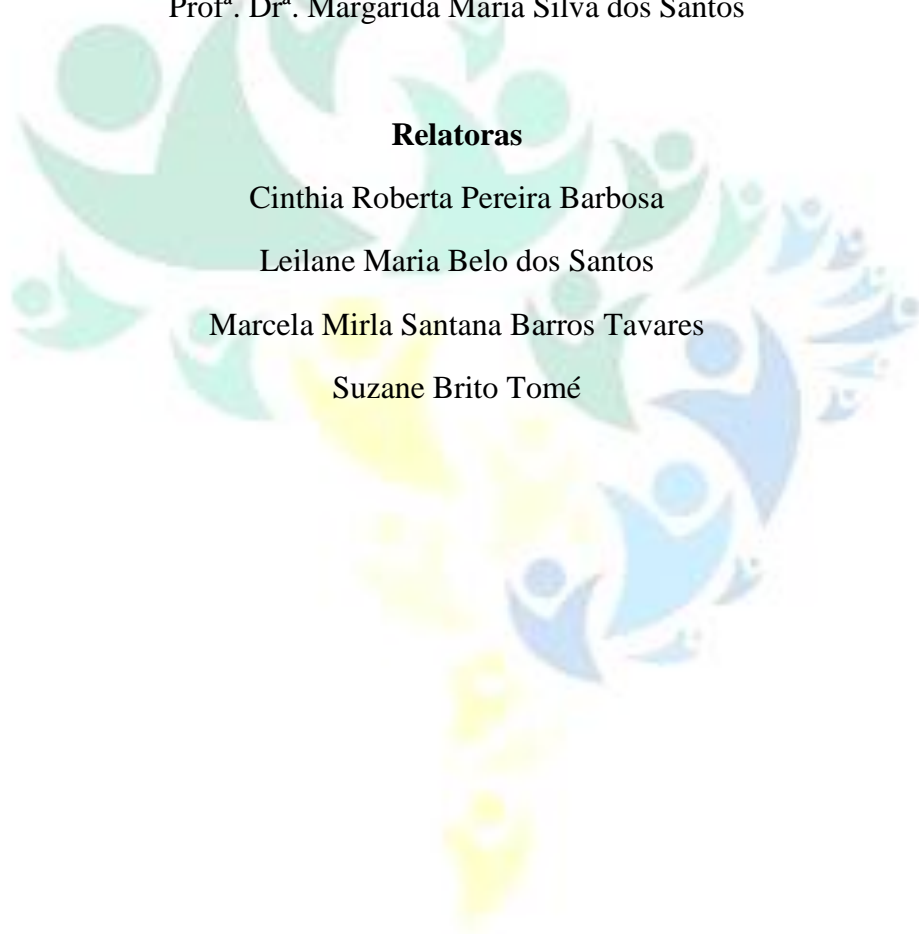 Profª. Drª. Margarida Maria Silva dos Santos
Relatoras
Cinthia Roberta Pereira Barbosa
Leilane Maria Belo dos Santos
Marcela Mirla Santana Barros Tavares
Suzane Brito Tomé